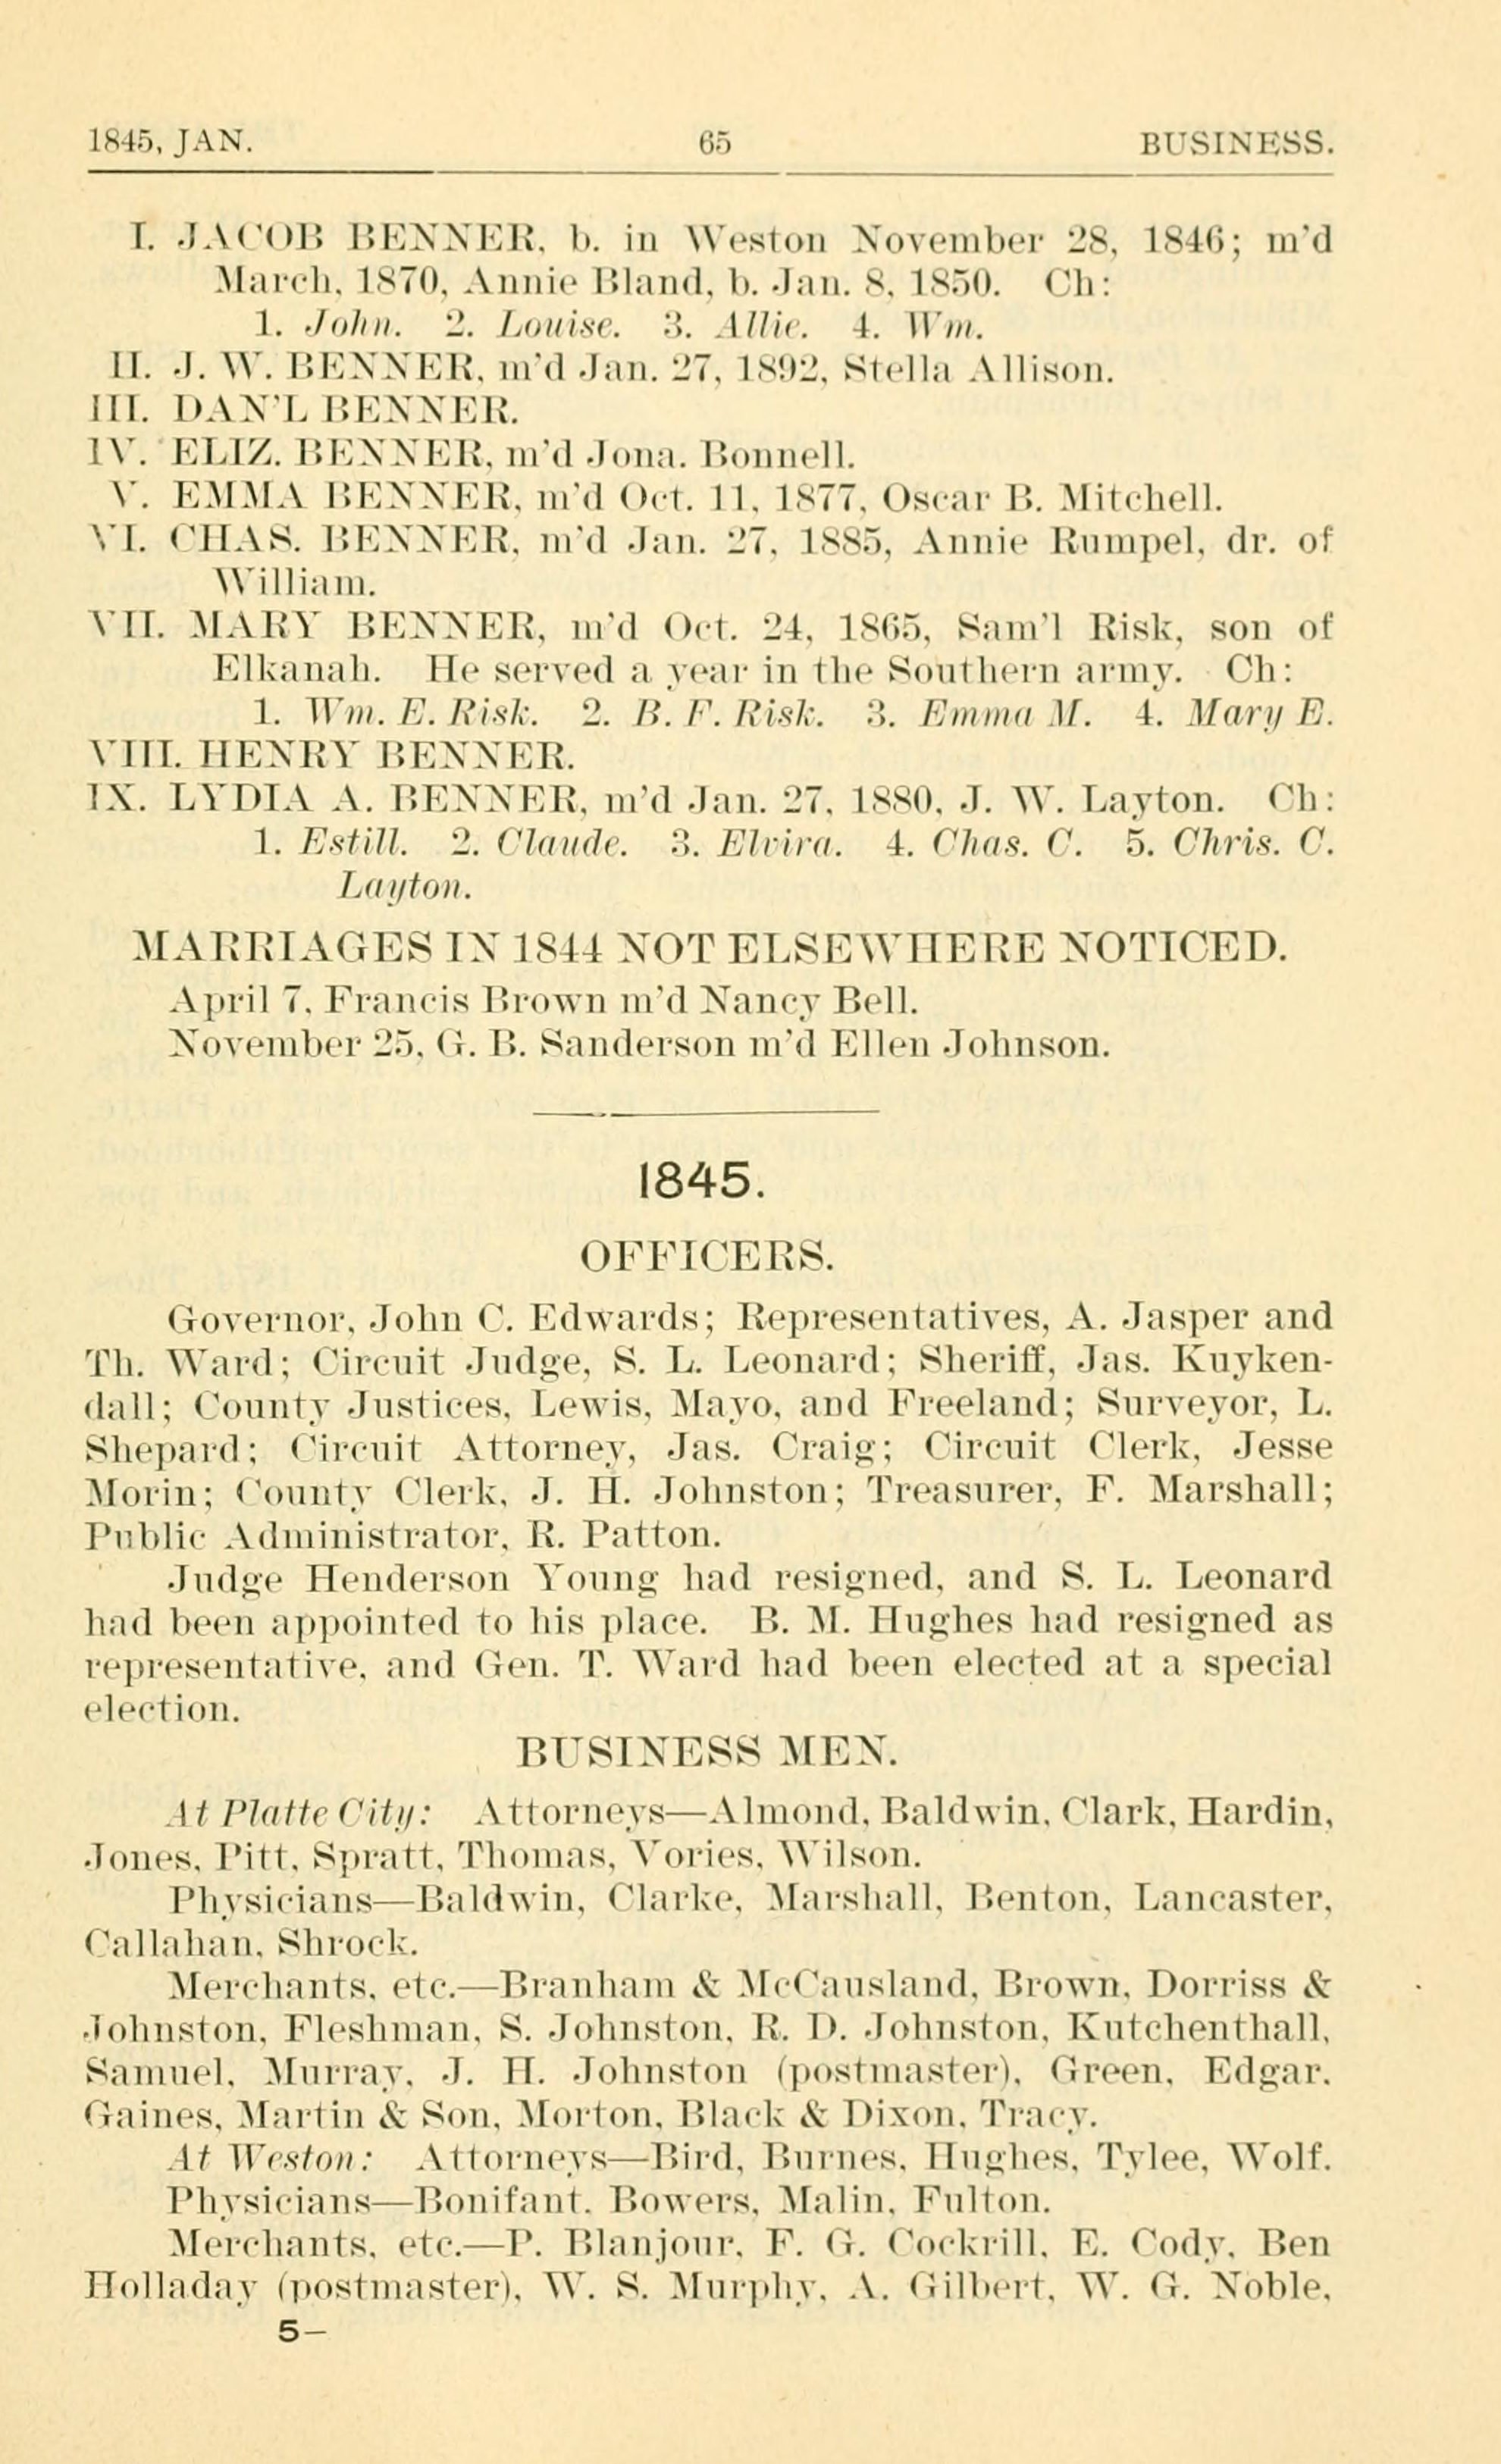 1845, JAN. 65 BUSINESS.
I. JACOB BENNER, b. in Weston November 28, 1846; m'd
March, 1870, Annie Bland, b. Jan. 8, 1850. Ch:
1. John. 2. Louise. 3. Allie. 4. Wm.
II. J. W. BENNER, m'd Jan. 27, 1892, Stella Allison.
III. DAN'L BENNER.
IV. ELIZ. BENNER, m'd Jona. Bonnell.
V. EMMA BENNER, m'd Oct. 11, 1877, Oscar B. Mitchell.
VI. CHAS. BENNER, m'd Jan. 27, 1885, Annie Rumpel, dr. of
William.
VII. MARY BENNER, m'd Oct. 24, 1865, Sam'l Risk, son of
Elkanah. He served a year in the Southern army. Ch:
1. Wm. E. Risk. 2. B. F. Risk. 3. Emma M. 4. Mary E.
VIII. HENRY BENNER.
IX. LYDIA A. BENNER, m'd Jan. 27, 1880, J. W. Layton. Ch:
1. Estill. 2. Claude. 3. Elvira. 4. Chas. C. 5. Chris. C.
Layton.
MARRIAGES IN 1844 NOT ELSEWHERE NOTICED.
April 7, Francis Brown m'd Nancy Bell.
November 25, G. B. Sanderson m'd Ellen Johnson.
1845.
OFFICERS.
Governor, John C. Edwards; Representatives, A. Jasper and
Th. Ward; Circuit Judge, S. L. Leonard; Sheriff, Jas. Kuyken-
dall; County Justices, Lewis, Mayo, and Freeland; Surveyor, L.
Shepard; Circuit Attorney, Jas. Craig; Circuit Clerk, Jesse
Morin; County Clerk, J. H. Johnston; Treasurer, F. Marshall;
Public Administrator, R. Patton.
Judge Henderson Young had resigned, and S. L. Leonard
had been appointed to his place. B. M. Hughes had resigned as
representative, and Gen. T. Ward had been elected at a special
election.
BUSINESS MEN.
At Platte City: Attorneys—Almond, Baldwin, Clark, Hardin,
Jones, Pitt, Spratt, Thomas, Vories, Wilson.
Physicians—Baldwin, Clarke, Marshall, Benton, Lancaster,
Callahan, Shrock.
Merchants, etc.—Branham & McCausland, Brown, Dorriss &
Johnston, Fleshman, S. Johnston, R. D. Johnston, Kutchenthall,
Samuel, Murray, J. H. Johnston (postmaster), Green, Edgar,
Gaines, Martin & Son, Morton, Black & Dixon, Tracy.
At Weston: Attorneys—Bird, Burnes, Hughes, Tylee, Wolf.
Physicians—Bonifant, Bowers, Malin, Fulton.
Merchants, etc.—P. Blanjour, F. G. Cockrill, E. Cody, Ben
Holladay (postmaster), W. S. Murphy, A. Gilbert, W. G. Noble,
5—